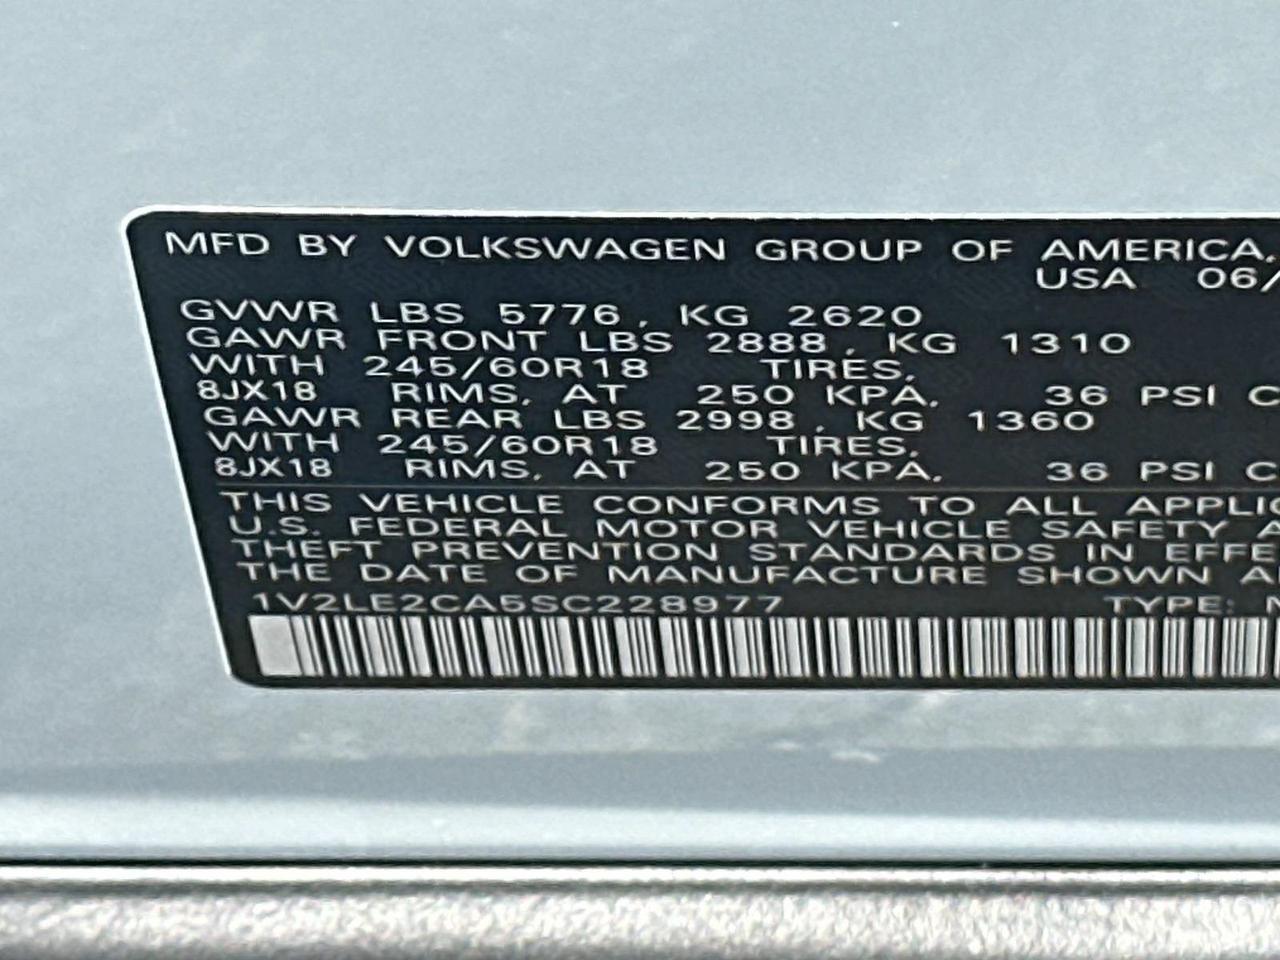 MFD BY VOLKSWAGEN GROUP OF AMERICA,
USA 06/
GVWR LBS 5776, KG 2620
GAWR FRONT LBS 2888, KG 1310
WITH 245/60R18 TIRES,
8JX18 RIMS, AT 250 KPA, 36 PSI C
GAWR REAR LBS 2998, KG 1360
WITH 245/60R18 TIRES,
8JX18 RIMS, AT 250 KPA, 36 PSI C
THIS VEHICLE CONFORMS TO ALL APPLIC
U.S. FEDERAL MOTOR VEHICLE SAFETY A
THEFT PREVENTION STANDARDS IN EFFE
THE DATE OF MANUFACTURE SHOWN A
1V2LE2CA5SC228977 TYPE: M